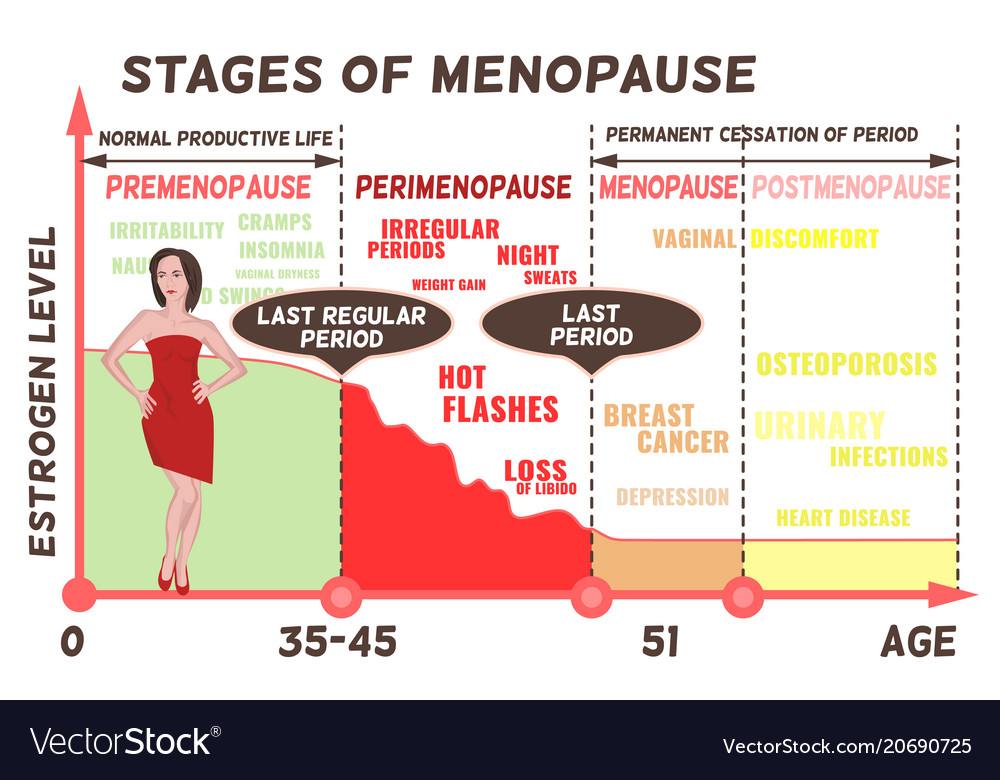 STAGES OF MENOPAUSE
NORMAL PRODUCTIVE LIFE
PERMANENT CESSATION OF PERIOD
PREMENOPAUSE
PERIMENOPAUSE
MENOPAUSE
POSTMENOPAUSE
IRRITABILITY
CRAMPS
INSOMNIA
NAU
VAGINAL DRYNESS
D SWINGS
IRREGULAR
PERIODS
NIGHT
SWEATS
WEIGHT GAIN
VAGINAL DISCOMFORT
LAST REGULAR
PERIOD
LAST
PERIOD
HOT
FLASHES
LOSS
OF LIBIDO
BREAST
CANCER
DEPRESSION
OSTEOPOROSIS
URINARY
INFECTIONS
HEART DISEASE
ESTROGEN LEVEL
0
35-45
51
AGE
VectorStock®
VectorStock.com/20690725